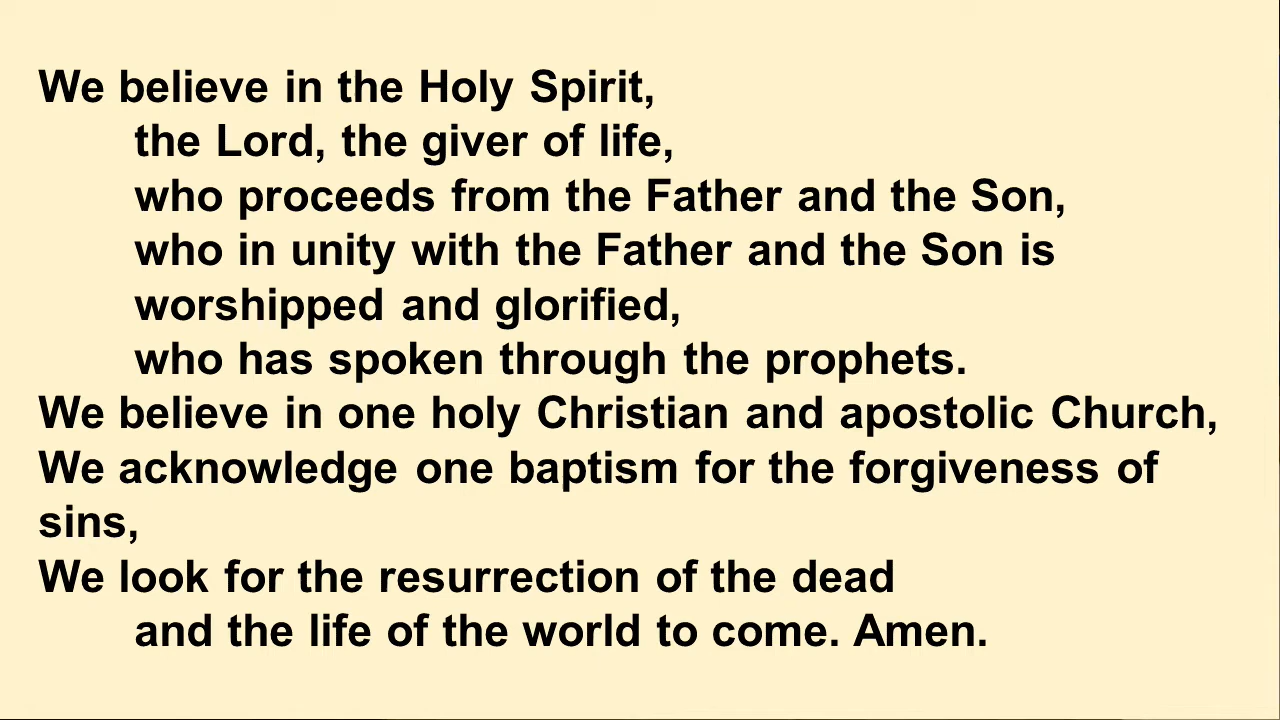 We believe in the Holy Spirit,
the Lord, the giver of life,
who proceeds from the Father and the Son,
who in unity with the Father and the Son is
worshipped and glorified,
who has spoken through the prophets.
We believe in one holy Christian and apostolic Church,
We acknowledge one baptism for the forgiveness of
sins,
We look for the resurrection of the dead
and the life of the world to come. Amen.